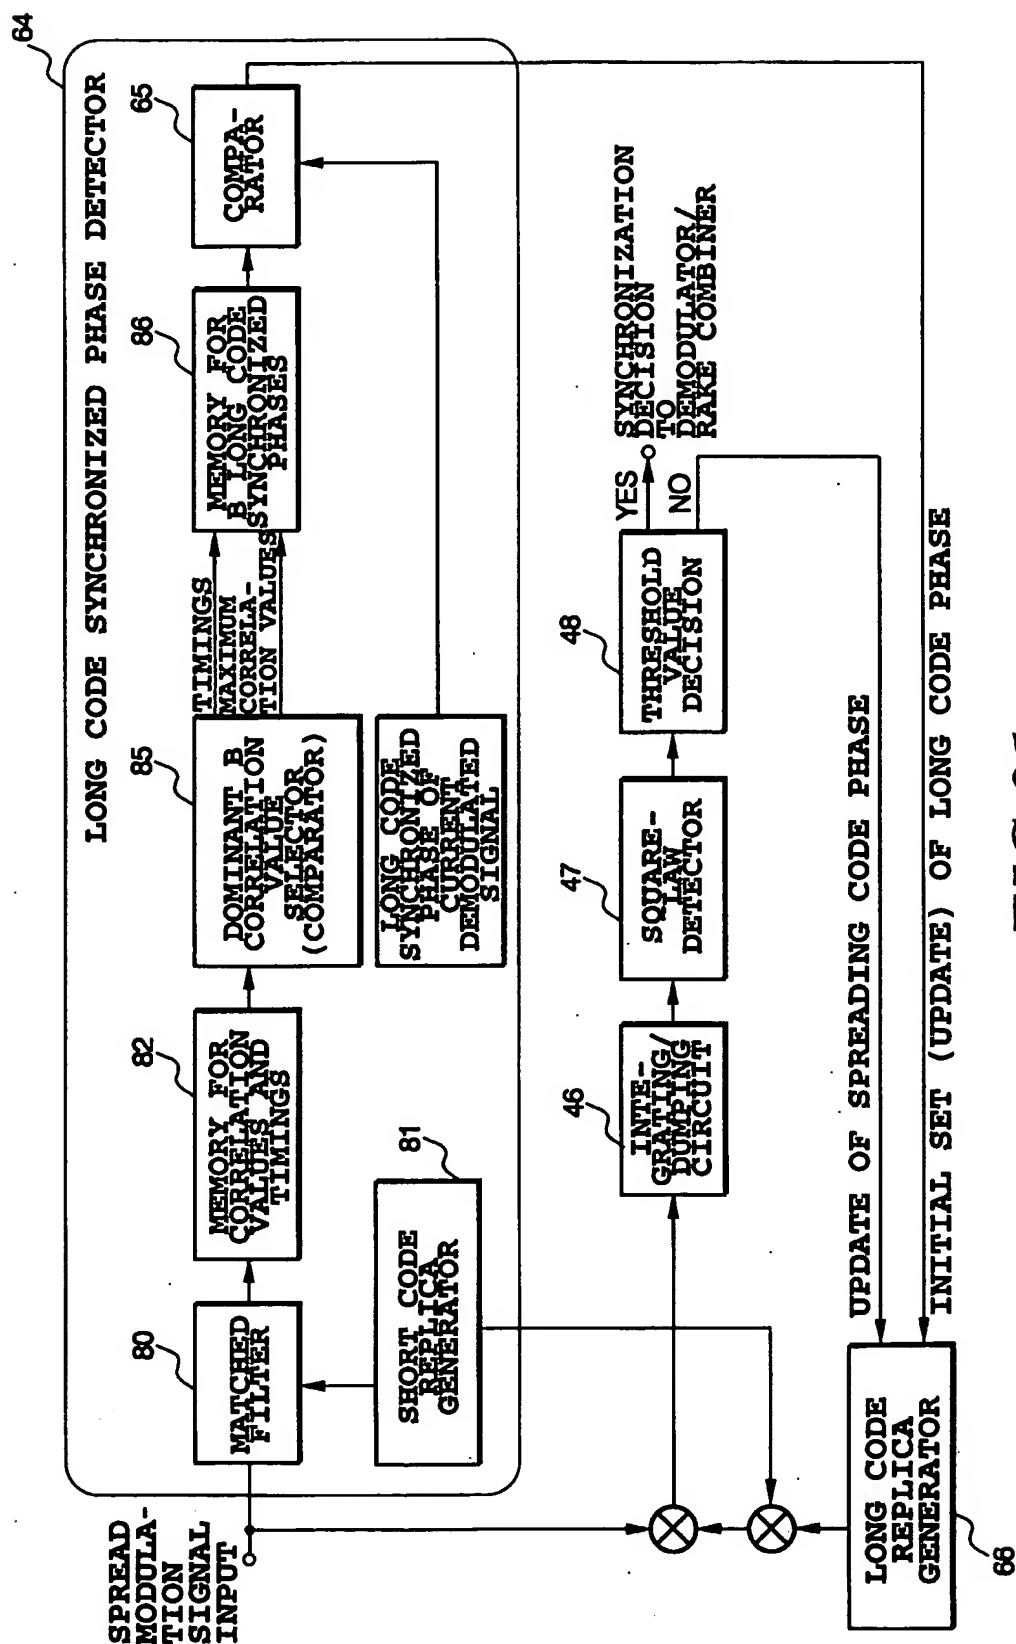 64
LONG CODE SYNCHRONIZED PHASE DETECTOR
SPREAD
MODULA-
TION
SIGNAL
INPUT
80
MATCHED
FILTER
82
MEMORY FOR
CORRELATION
VALUES AND
TIMINGS
85
DOMINANT B
CORRELATION
VALUE
SELECTOR
(COMPARATOR)
TIMINGS
MAXIMUM
CORRELA-
TION VALUES
86
MEMORY FOR
B LONG CODE
SYNCHRONIZED
PHASES
65
COMPA-
RATOR
81
SHORT CODE
REPLICA
GENERATOR
LONG CODE
SYNCHRONIZED
PHASE OF
CURRENT
DEMODULATED
SIGNAL
46
INTE-
GRATING/
DUMPING
CIRCUIT
47
SQUARE-
LAW
DETECTOR
48
THRESHOLD
VALUE
DECISION
YES
NO
SYNCHRONIZATION
DECISION
TO
DEMODULATOR/
RAKE COMBINER
LONG CODE
REPLICA
GENERATOR
66
UPDATE OF SPREADING CODE PHASE
INITIAL SET (UPDATE) OF LONG CODE PHASE